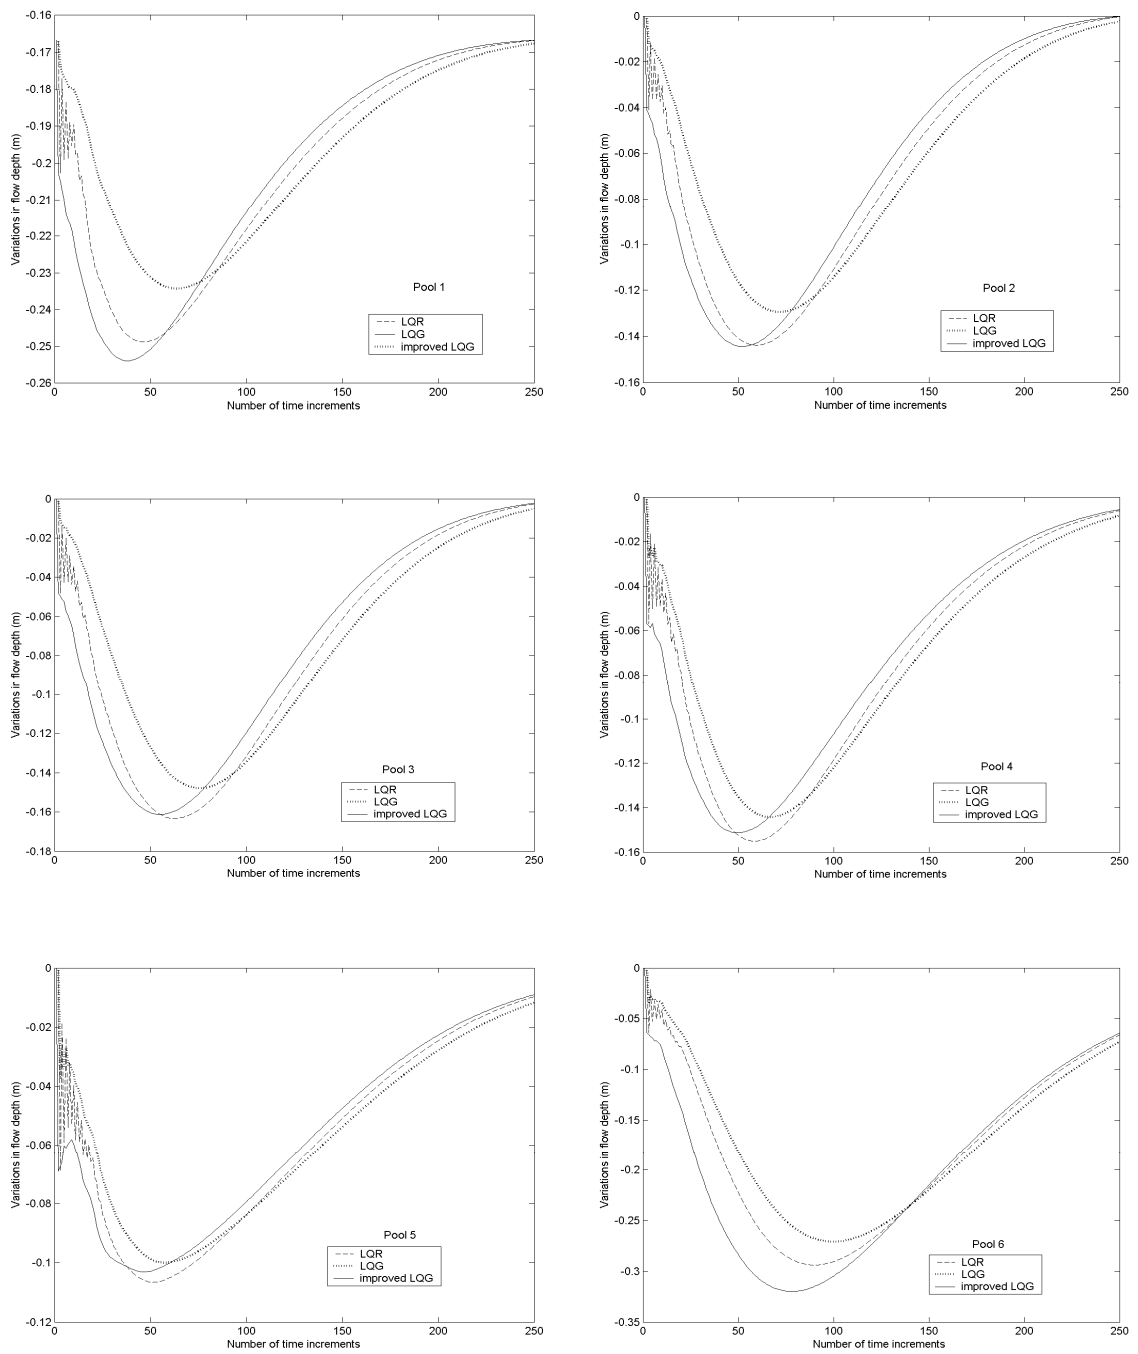 -0.16
-0.17
-0.18
-0.19
-0.2
-0.21
-0.22
-0.23
-0.24
-0.25
-0.26
0 50 100 150 200 250
Variations ir flow depth (m)
Number of time increments
Pool 1
LQR
LQG
improved LQG
0
-0.02
-0.04
-0.06
-0.08
-0.1
-0.12
-0.14
-0.16
0 50 100 150 200 250
Variations in flow depth (m)
Number of time increments
Pool 2
LQR
LQG
improved LQG
0
-0.02
-0.04
-0.06
-0.08
-0.1
-0.12
-0.14
-0.16
-0.18
0 50 100 150 200 250
Variations ir flow depth (m)
Number of time increments
Pool 3
LQR
LQG
improved LQG
0
-0.02
-0.04
-0.06
-0.08
-0.1
-0.12
-0.14
-0.16
0 50 100 150 200 250
Variations in flow depth (m)
Number of time increments
Pool 4
LQR
LQG
improved LQG
0
-0.02
-0.04
-0.06
-0.08
-0.1
-0.12
0 50 100 150 200 250
Variations ir flow depth (m)
Number of time increments
Pool 5
LQR
LQG
improved LQG
0
-0.05
-0.1
-0.15
-0.2
-0.25
-0.3
-0.35
0 50 100 150 200 250
Variations in flow depth (m)
Number of time increments
Pool 6
LQR
LQG
improved LQG